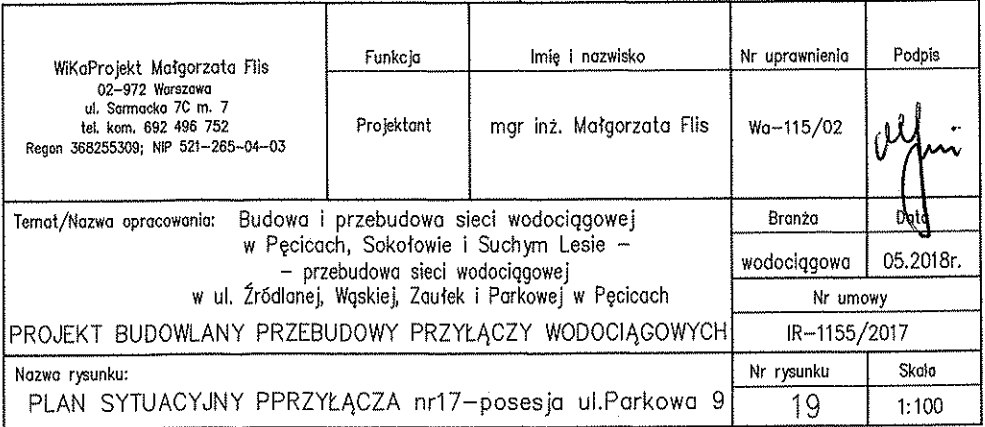 WiKaProjekt Małgorzata Flis
02-972 Warszawa
ul. Sarmacka 7C m. 7
tel. kom. 692 496 752
Regon 368255309; NIP 521-265-04-03
Funkcja
Imię i nazwisko
Nr uprawnienia
Podpis
Projektant
mgr inż. Małgorzata Flis
Wa-115/02
Temat/Nazwa opracowania: Budowa i przebudowa sieci wodociągowej
w Pęcicach, Sokołowie i Suchym Lesie -
- przebudowa sieci wodociągowej
w ul. Źródlanej, Wąskiej, Zaułek i Parkowej w Pęcicach
PROJEKT BUDOWLANY PRZEBUDOWY PRZYŁĄCZY WODOCIĄGOWYCH
Branża
Data
wodociągowa
05.2018r.
Nr umowy
IR-1155/2017
Nazwa rysunku:
PLAN SYTUACYJNY PPRZYŁĄCZA nr17-posesja ul.Parkowa 9
Nr rysunku
Skala
19
1:100